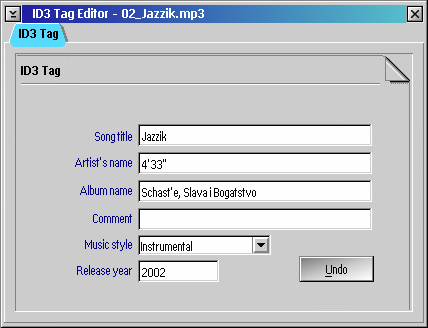 ID3 Tag Editor - 02_Jazzik.mp3
ID3 Tag
ID3 Tag
Song title Jazzik
Artist's name 4'33"
Album name Schast'e, Slava i Bogatstvo
Comment
Music style Instrumental
Release year 2002
Undo